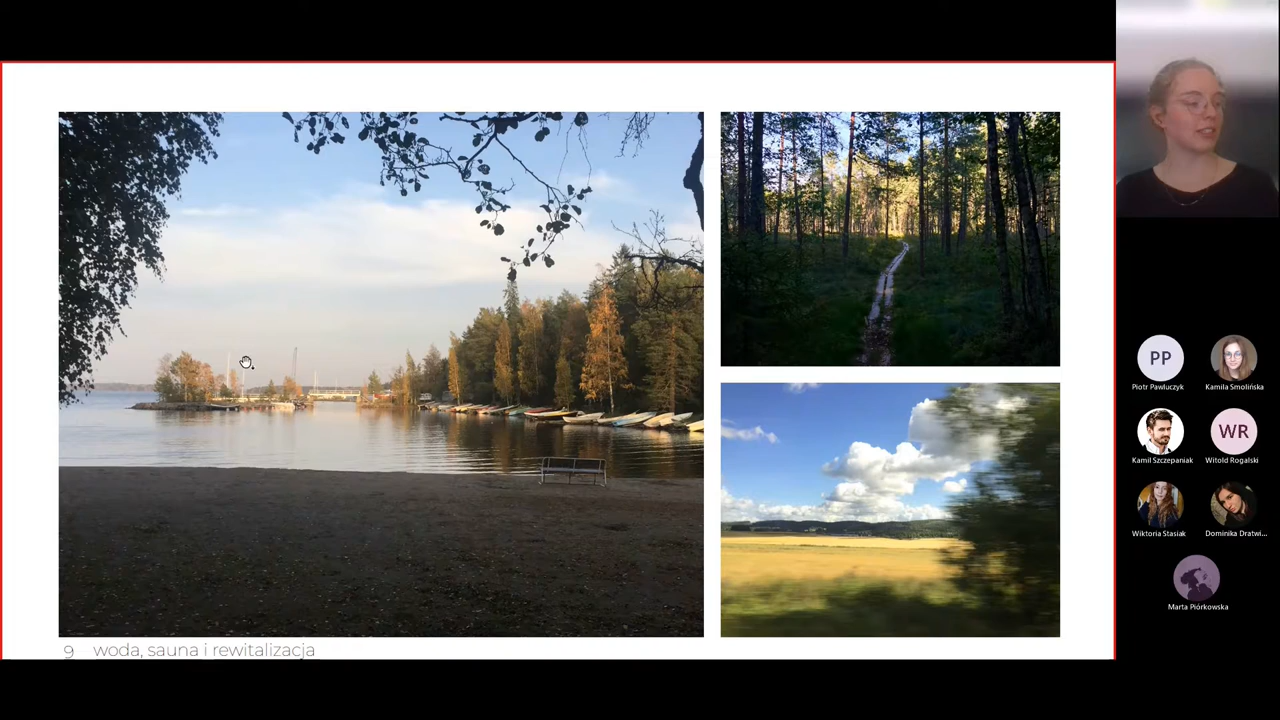 9 woda, sauna i rewitalizacja
PP
Piotr Pawluczyk
Kamila Smolińska
Kamil Szczepaniak
WR
Witold Rogalski
Wiktoria Stasiak
Dominika Dratwi...
Marta Piórkowska